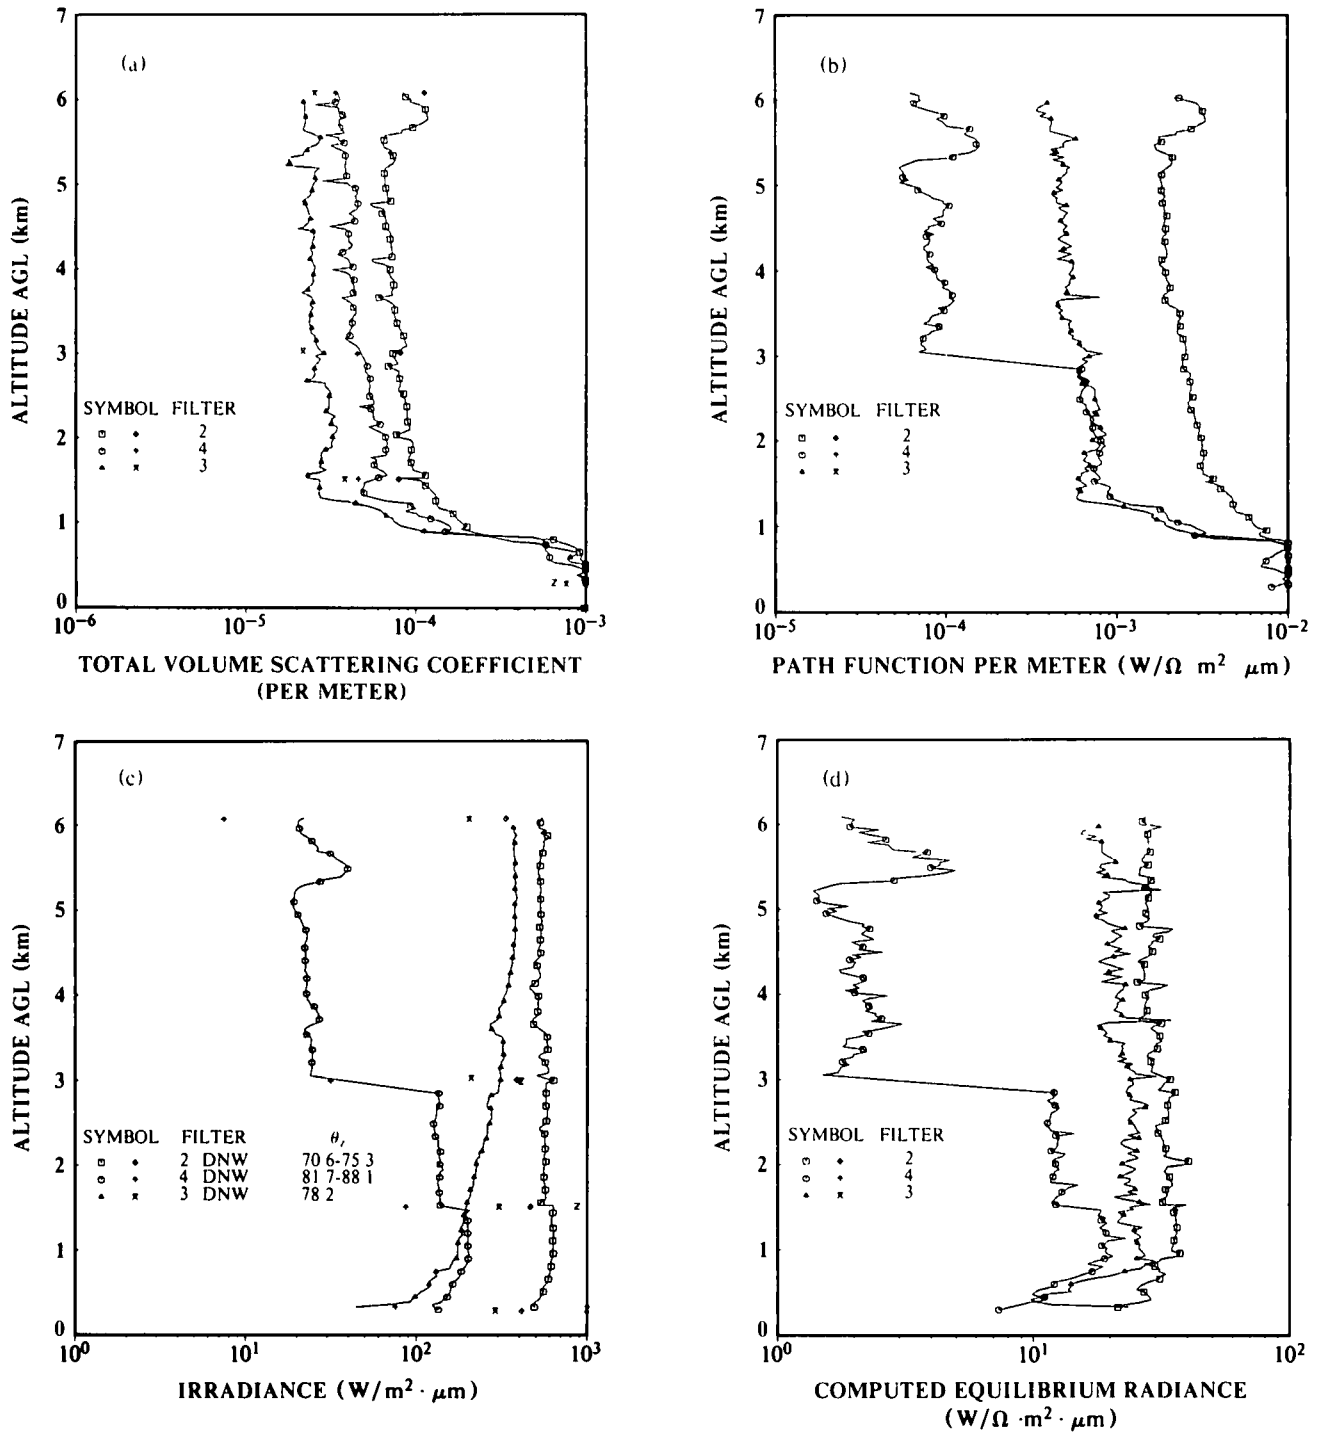 (a)
7
6
5
4
3
2
1
0
ALTITUDE AGL (km)
SYMBOL FILTER
2
4
3
z
10⁻⁶ 10⁻⁵ 10⁻⁴ 10⁻³
TOTAL VOLUME SCATTERING COEFFICIENT
(PER METER)
(b)
7
6
5
4
3
2
1
0
ALTITUDE AGL (km)
SYMBOL FILTER
2
4
3
10⁻⁵ 10⁻⁴ 10⁻³ 10⁻²
PATH FUNCTION PER METER (W/Ω m² μm)
(c)
7
6
5
4
3
2
1
0
ALTITUDE AGL (km)
SYMBOL FILTER θᵣ
2 DNW 70 6-75 3
4 DNW 81 7-88 1
3 DNW 78 2
z
10⁰ 10¹ 10² 10³
IRRADIANCE (W/m² · μm)
(d)
7
6
5
4
3
2
1
0
ALTITUDE AGL (km)
SYMBOL FILTER
2
4
3
10⁰ 10¹ 10²
COMPUTED EQUILIBRIUM RADIANCE
(W/Ω ·m² · μm)